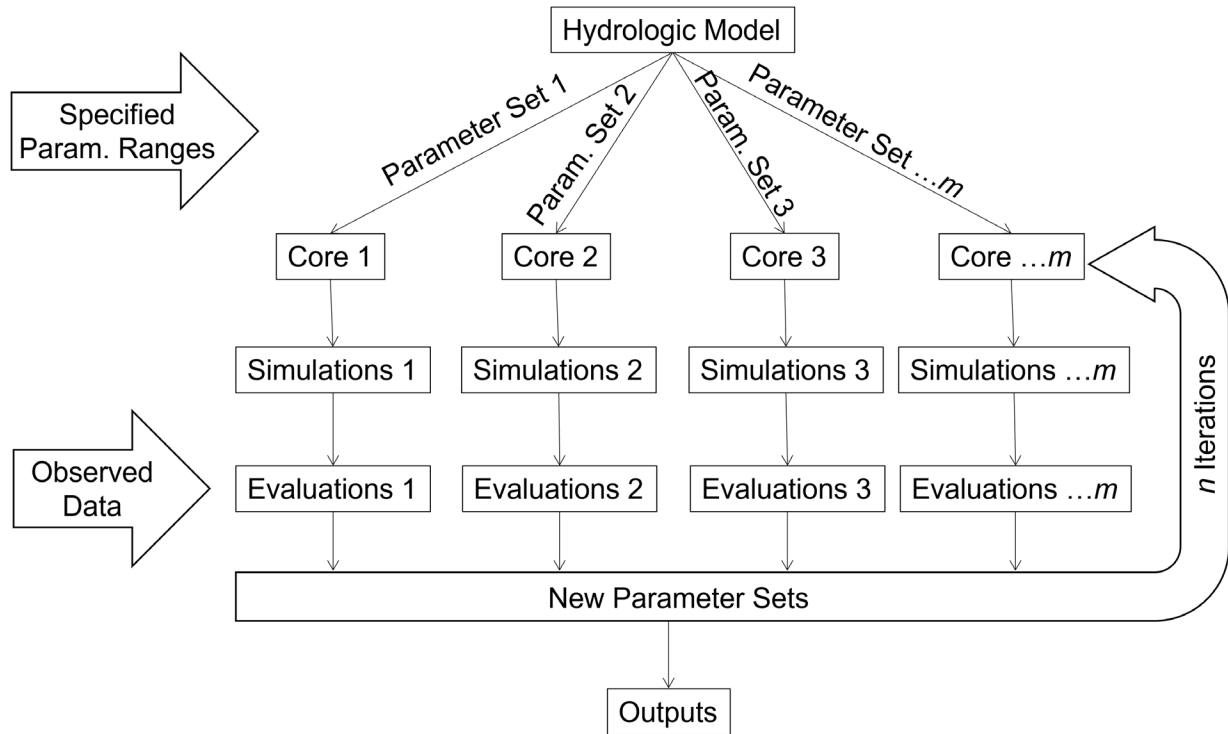 Hydrologic Model
Specified
Param. Ranges
Parameter Set 1
Param. Set 2
Param. Set 3
Parameter Set ...m
Core 1
Core 2
Core 3
Core ...m
Simulations 1
Simulations 2
Simulations 3
Simulations ...m
n Iterations
Observed
Data
Evaluations 1
Evaluations 2
Evaluations 3
Evaluations ...m
New Parameter Sets
Outputs